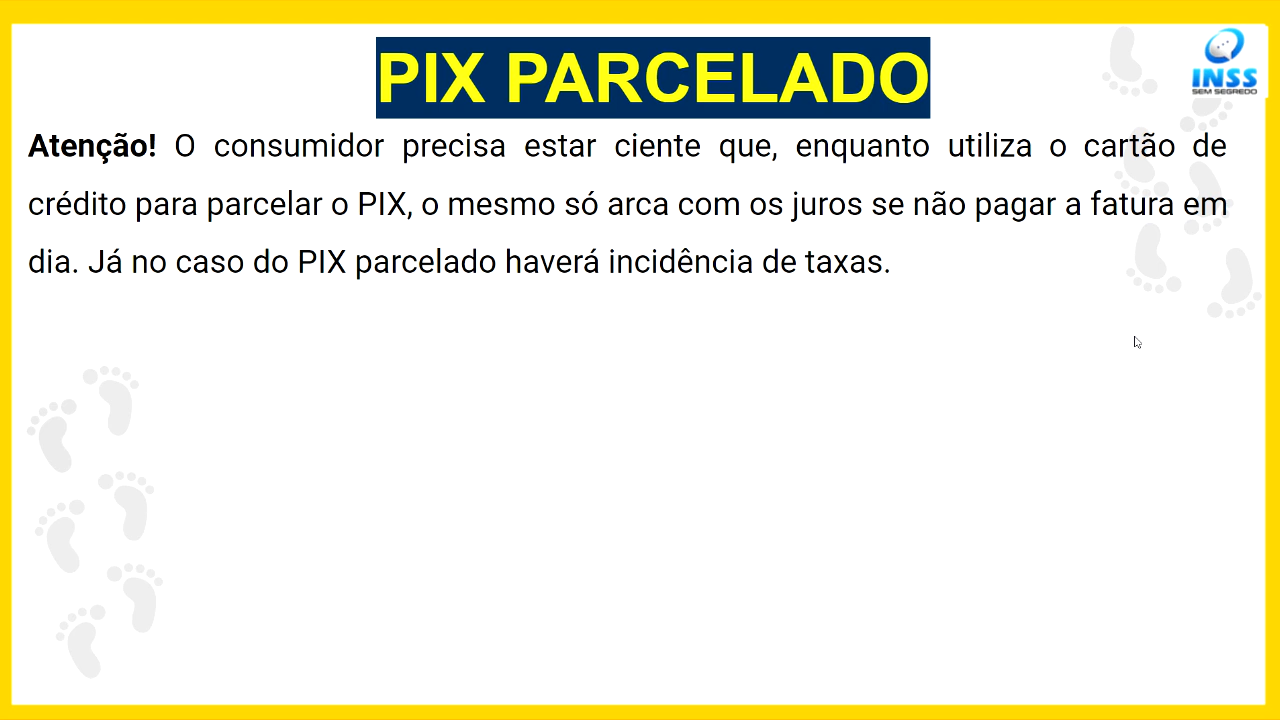 PIX PARCELADO
INSS
SEM SEGREDO
Atenção! O consumidor precisa estar ciente que, enquanto utiliza o cartão de
crédito para parcelar o PIX, o mesmo só arca com os juros se não pagar a fatura em
dia. Já no caso do PIX parcelado haverá incidência de taxas.